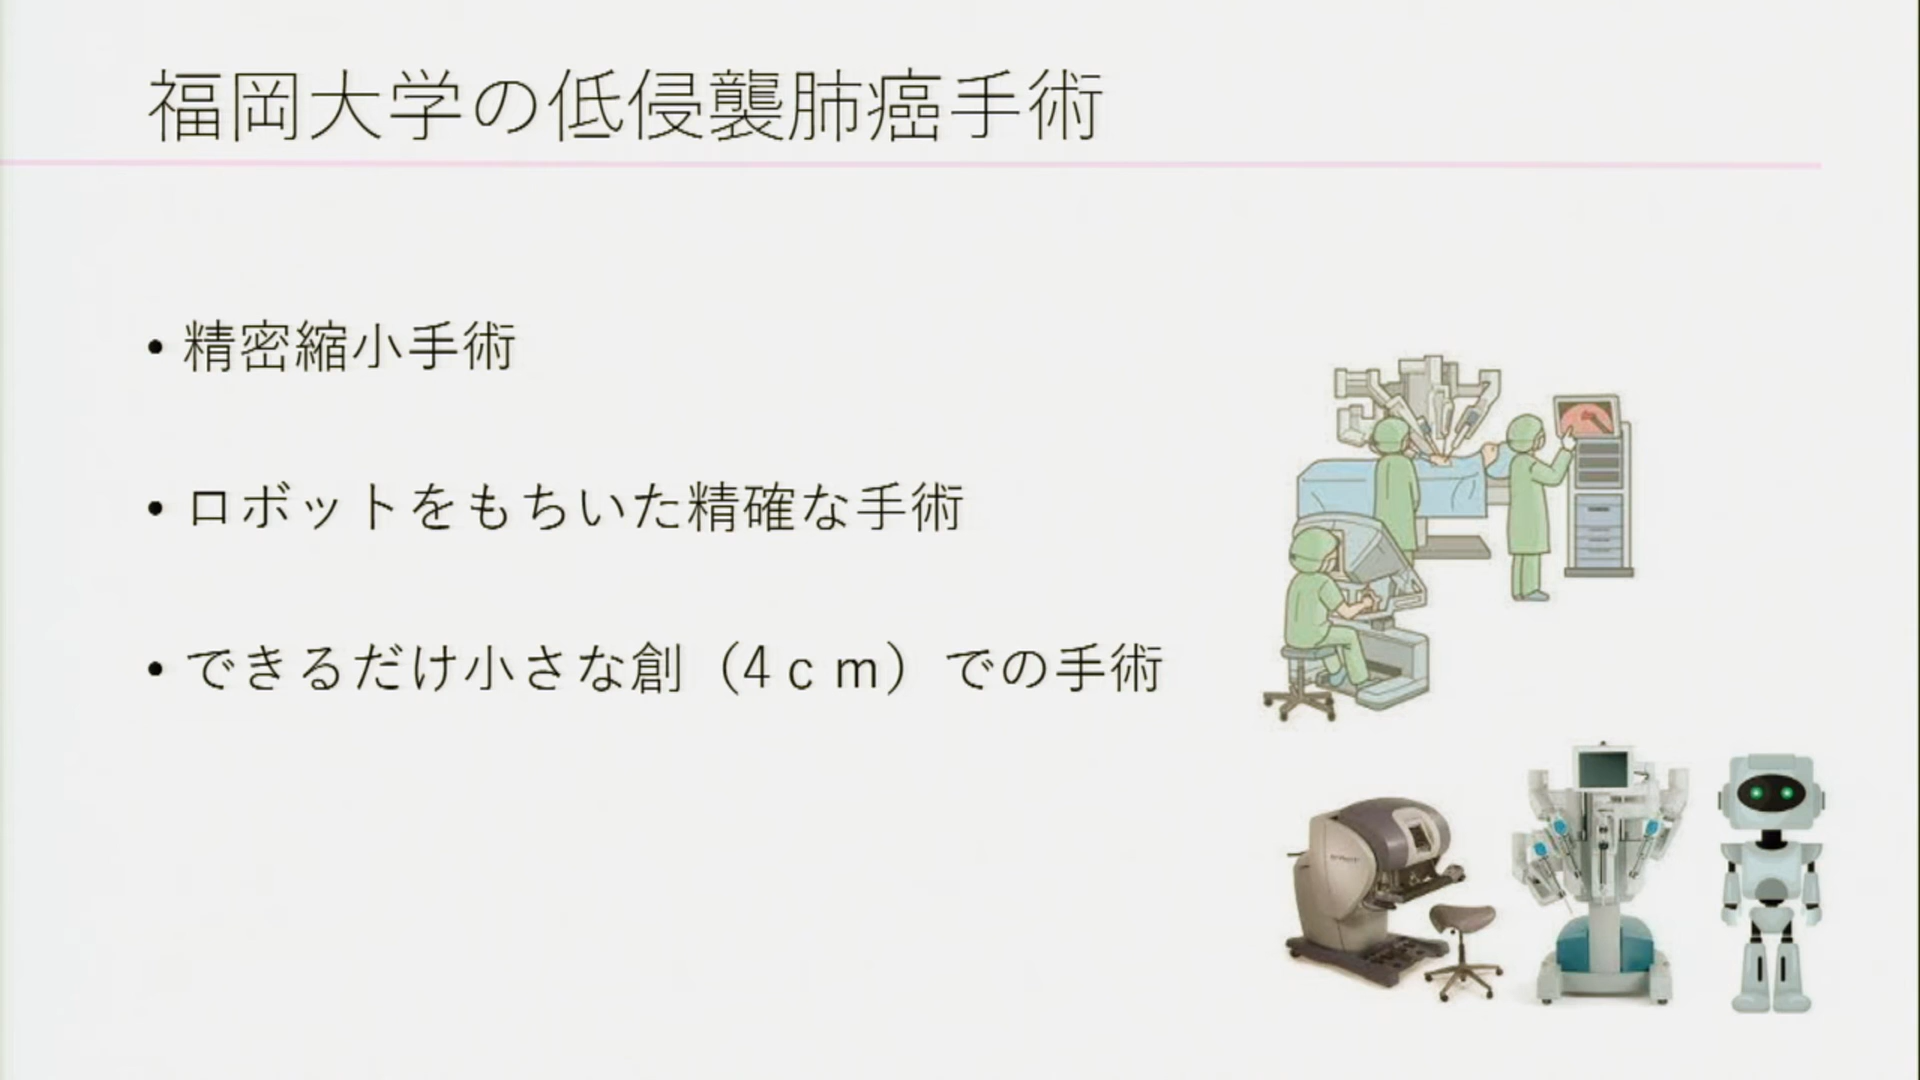 福岡大学の低侵襲肺癌手術
• 精密縮小手術
• ロボットをもちいた精確な手術
• できるだけ小さな創（4ｃｍ）での手術